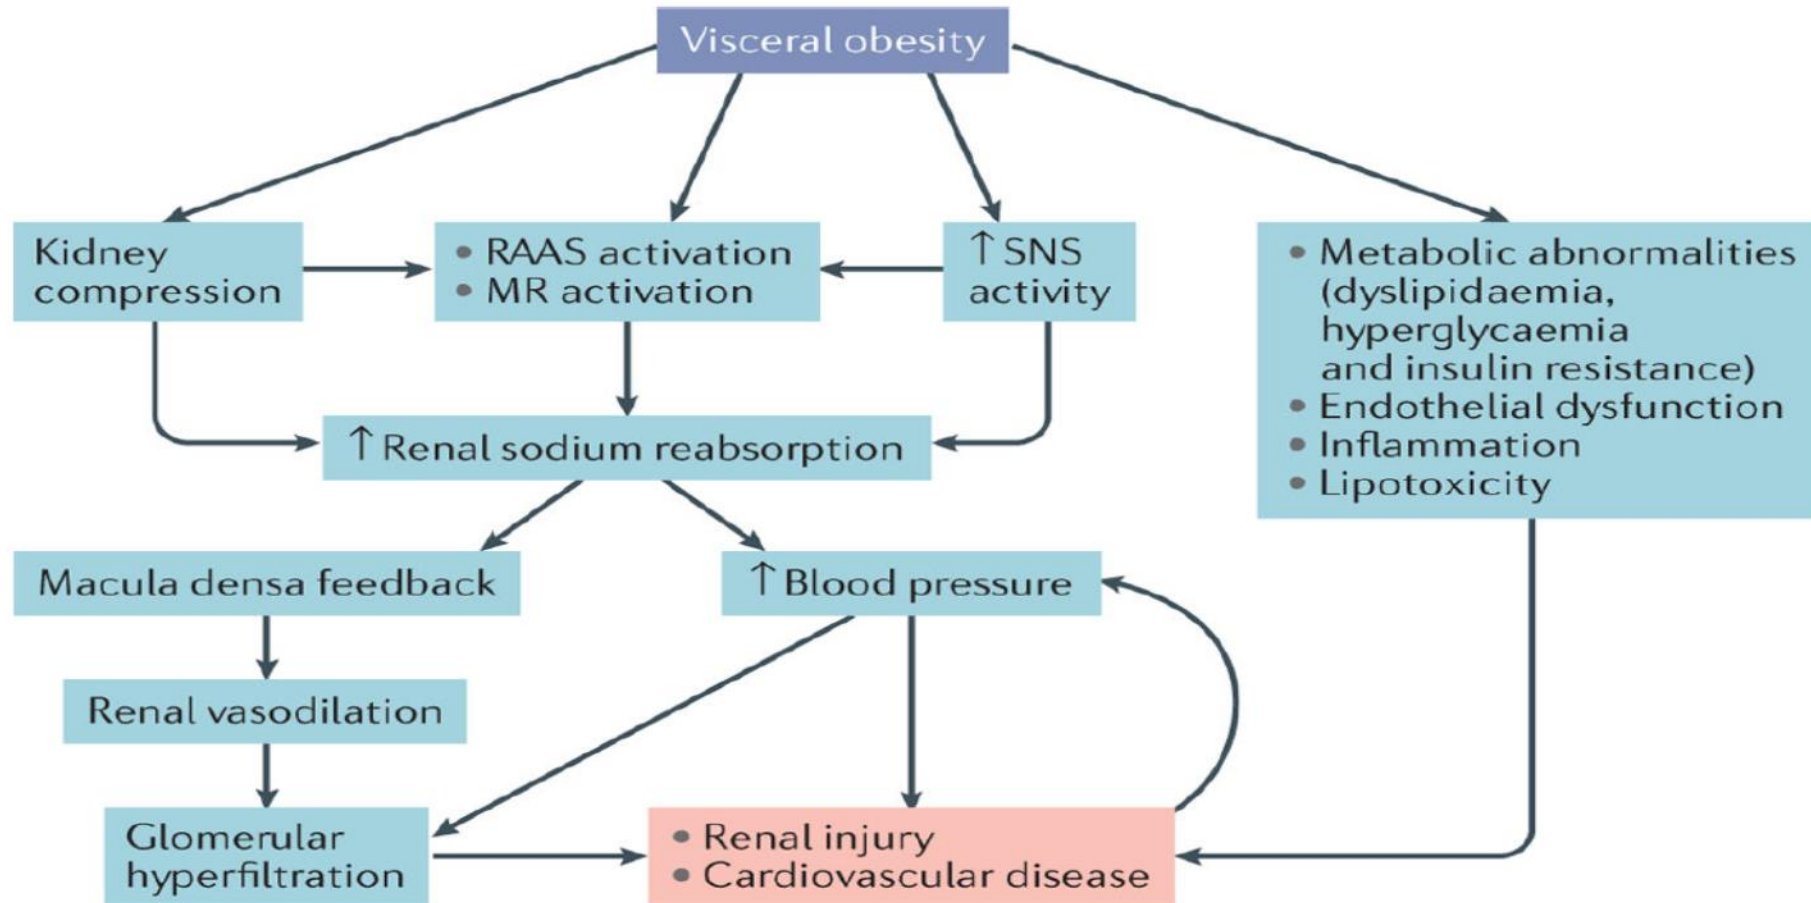 Visceral obesity
Kidney
compression
• RAAS activation
• MR activation
↑SNS
activity
• Metabolic abnormalities
(dyslipidaemia,
hyperglycaemia
and insulin resistance)
• Endothelial dysfunction
• Inflammation
• Lipotoxicity
↑Renal sodium reabsorption
Macula densa feedback
↑Blood pressure
Renal vasodilation
Glomerular
hyperfiltration
• Renal injury
• Cardiovascular disease